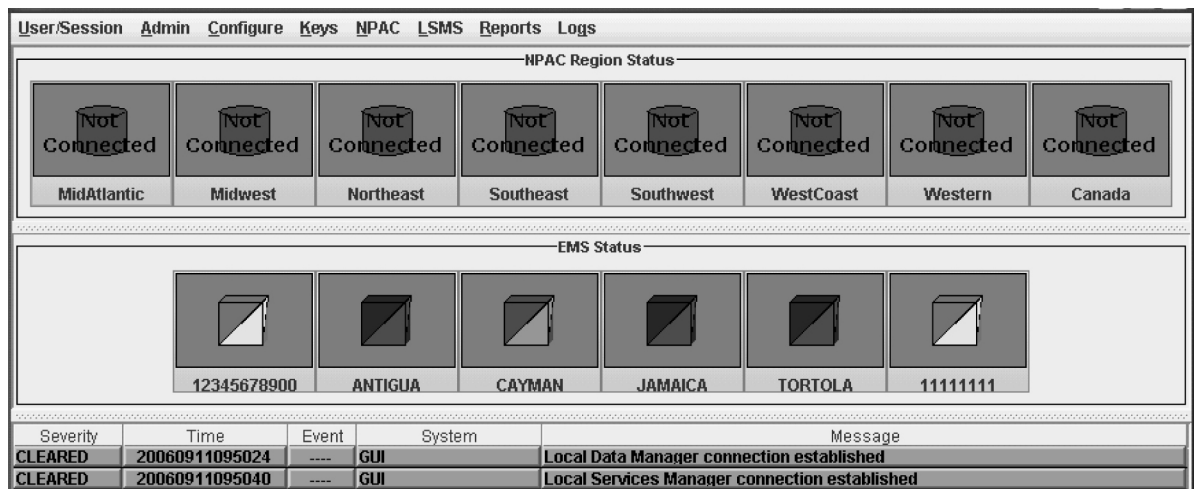 User/Session Admin Configure Keys NPAC LSMS Reports Logs
NPAC Region Status
Not Connected Not Connected Not Connected Not Connected Not Connected Not Connected Not Connected Not Connected
MidAtlantic Midwest Northeast Southeast Southwest WestCoast Western Canada
EMS Status
12345678900 ANTIGUA CAYMAN JAMAICA TORTOLA 11111111
Severity Time Event System Message
CLEARED 20060911095024 ---- GUI Local Data Manager connection established
CLEARED 20060911095040 ---- GUI Local Services Manager connection established